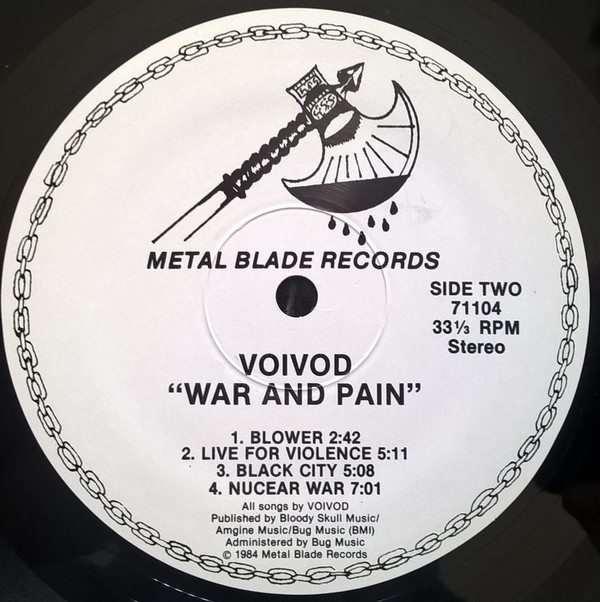 METAL BLADE RECORDS
SIDE TWO
71104
33⅓ RPM
Stereo
VOIVOD
“WAR AND PAIN”
1. BLOWER 2:42
2. LIVE FOR VIOLENCE 5:11
3. BLACK CITY 5:08
4. NUCEAR WAR 7:01
All songs by VOIVOD
Published by Bloody Skull Music/
Amgine Music/Bug Music (BMI)
Administered by Bug Music
© 1984 Metal Blade Records